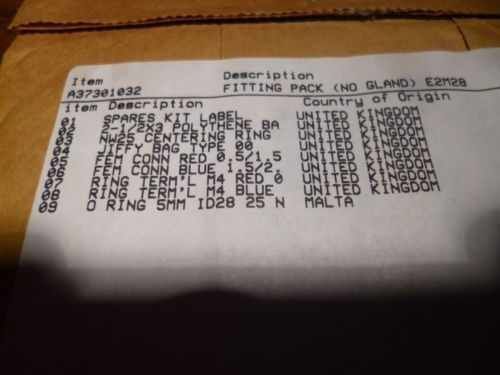 Item Description
A37301032 FITTING PACK (NO GLAND) E2M28
item Description Country of Origin
01 SPARES KIT LABEL UNITED KINGDOM
02 2-1/2X3 POLYTHENE BA UNITED KINGDOM
03 NW25 CENTERING RING UNITED KINGDOM
04 JIFY BAG TYPE 00 UNITED KINGDOM
05 FEM CONN RED 0.5/1.5 UNITED KINGDOM
06 FEM CONN BLUE 1.5/2. UNITED KINGDOM
07 RING TERM'L M4 RED 0 UNITED KINGDOM
08 RING TERM'L M4 BLUE UNITED KINGDOM
09 O RING 5MM ID28 25 N MALTA